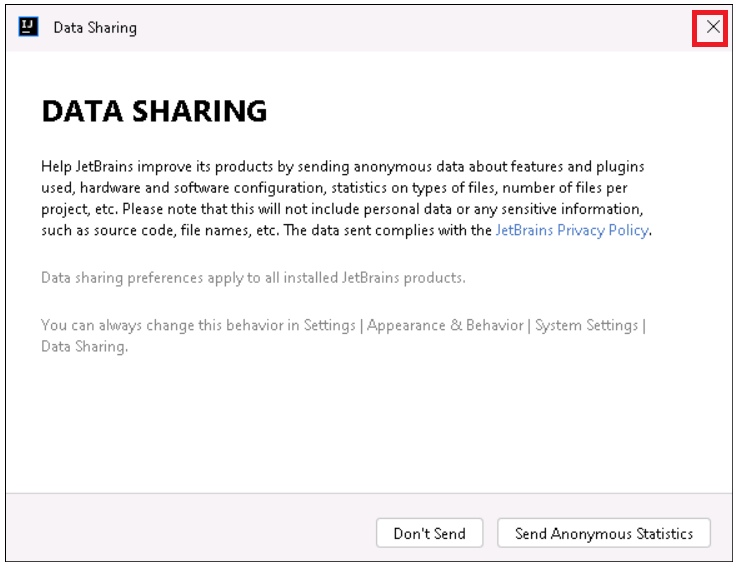 IJ
Data Sharing
DATA SHARING
Help JetBrains improve its products by sending anonymous data about features and plugins
used, hardware and software configuration, statistics on types of files, number of files per
project, etc. Please note that this will not include personal data or any sensitive information,
such as source code, file names, etc. The data sent complies with the JetBrains Privacy Policy.
Data sharing preferences apply to all installed JetBrains products.
You can always change this behavior in Settings | Appearance & Behavior | System Settings |
Data Sharing.
Don't Send
Send Anonymous Statistics